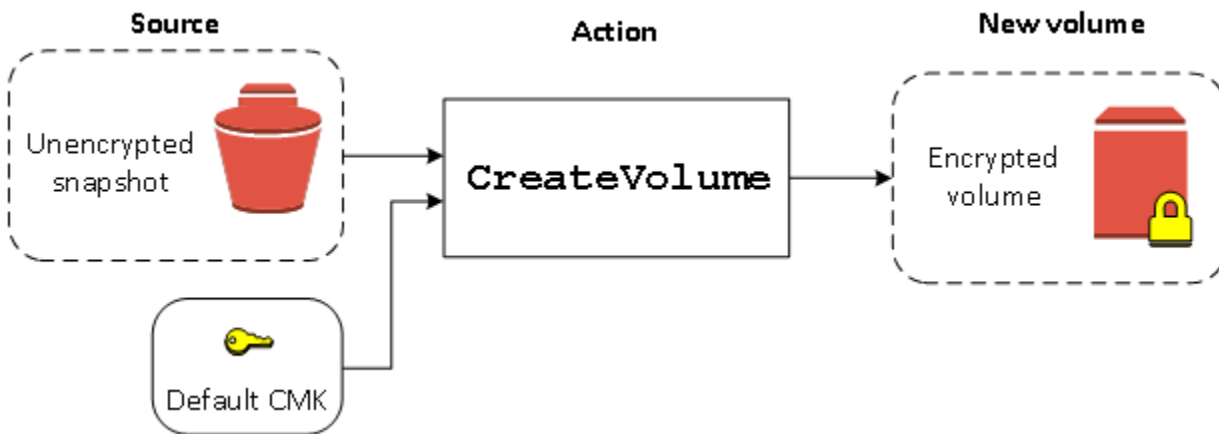 Source
Action
New volume
Unencrypted
snapshot
CreateVolume
Encrypted
volume
Default CMK